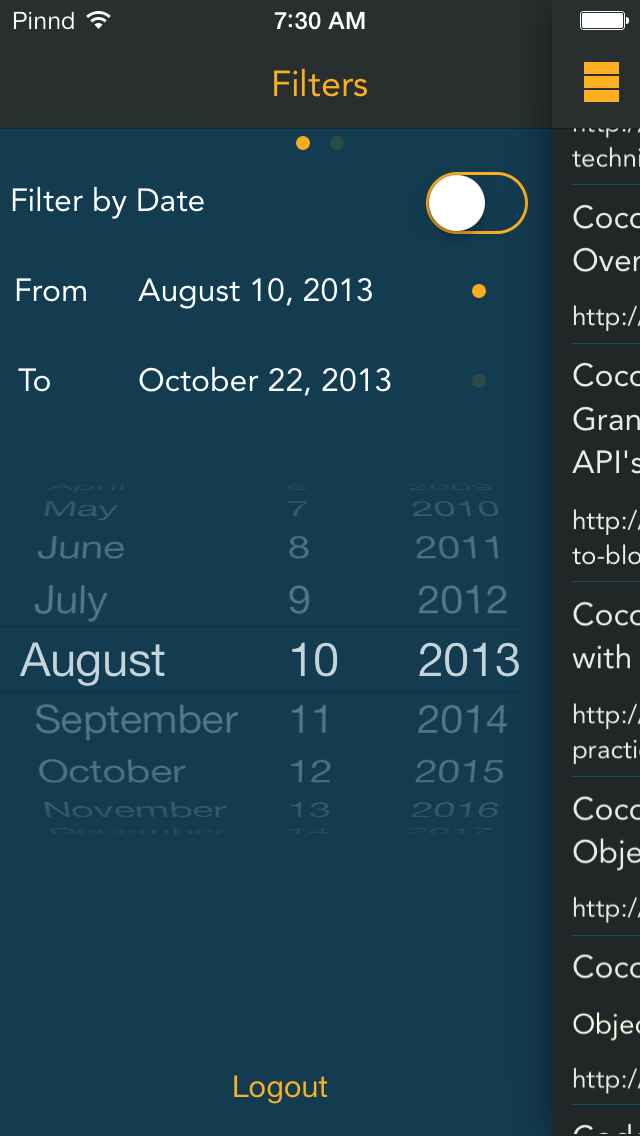 Pinnd
7:30 AM
Filters
Filter by Date
From August 10, 2013
To October 22, 2013
April 6 2009
May 7 2010
June 8 2011
July 9 2012
August 10 2013
September 11 2014
October 12 2015
November 13 2016
December 14 2017
Logout
http:/
techni
Coco
Over
http:/
Coco
Gran
API's
http:/
to-blo
Coco
with
http:/
practi
Coco
Obje
http:/
Coco
Objec
http:/